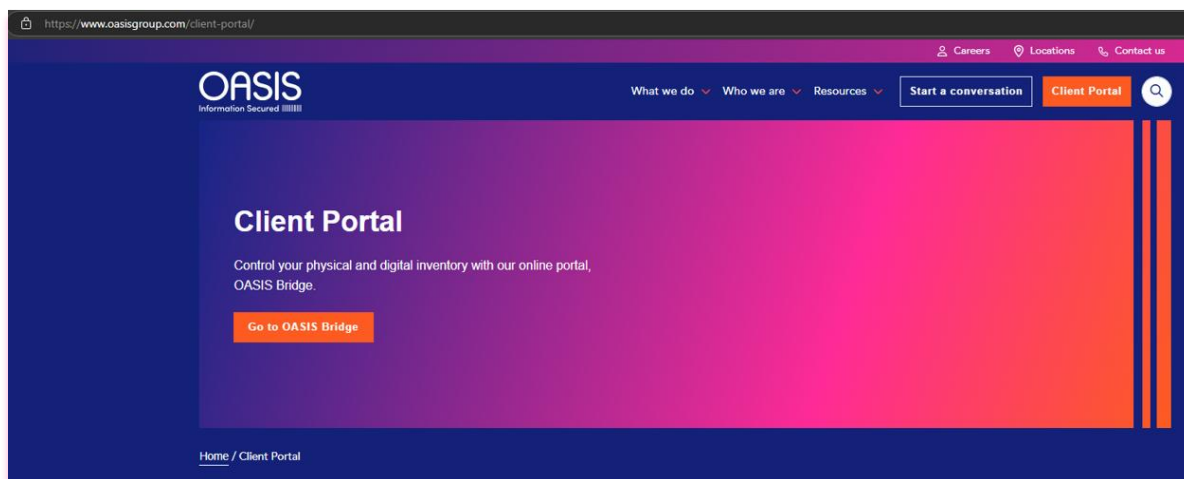 https://www.oasisgroup.com/client-portal/
Careers Locations Contact us
OASIS
Information Secured
What we do Who we are Resources Start a conversation Client Portal
Client Portal
Control your physical and digital inventory with our online portal,
OASIS Bridge.
Go to OASIS Bridge
Home / Client Portal